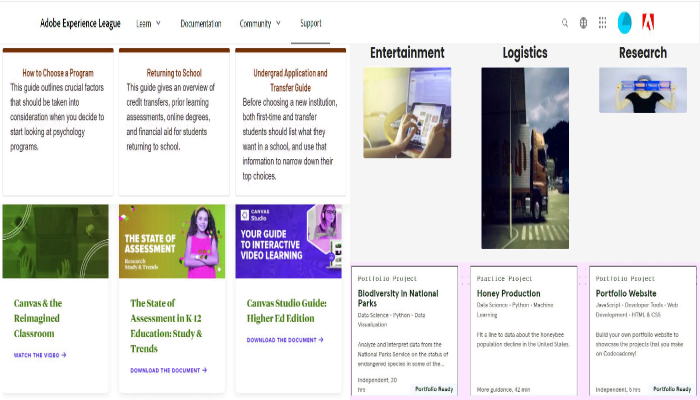 Adobe Experience League
Learn
Documentation
Community
Support
How to Choose a Program
This guide outlines crucial factors
that should be taken into
consideration when you decide to
start looking at psychology
programs.
Returning to School
This guide gives an overview of
credit transfers, prior learning
assessments, online degrees,
and financial aid for students
returning to school.
Undergrad Application and
Transfer Guide
Before choosing a new institution,
both first-time and transfer
students should list what they
want in a school, and use that
information to narrow down their
top choices.
Entertainment
Logistics
Research
THE STATE OF
ASSESSMENT
Research
Study & Trends
CANVAS
Studio
YOUR GUIDE
TO INTERACTIVE
VIDEO LEARNING
Canvas & the
Reimagined
Classroom
WATCH THE VIDEO
The State of
Assessment in K-12
Education: Study &
Trends
DOWNLOAD THE DOCUMENT
Canvas Studio Guide:
Higher Ed Edition
DOWNLOAD THE DOCUMENT
Portfolio Project
Biodiversity in National
Parks
Data Science • Python • Data
Visualization
Analyze and interpret data from the
National Parks Service on the status of
endangered species in some of the...
Independent, 20
hrs
Portfolio Ready
Practice Project
Honey Production
Data Science • Python • Machine
Learning
Fit a line to data about the honeybee
population decline in the United States.
More guidance, 42 min
Portfolio Project
Portfolio Website
JavaScript • Developer Tools • Web
Development • HTML & CSS
Build your own portfolio website to
showcase the projects that you make
on Codecademy!
Independent, 6 hrs
Portfolio Ready